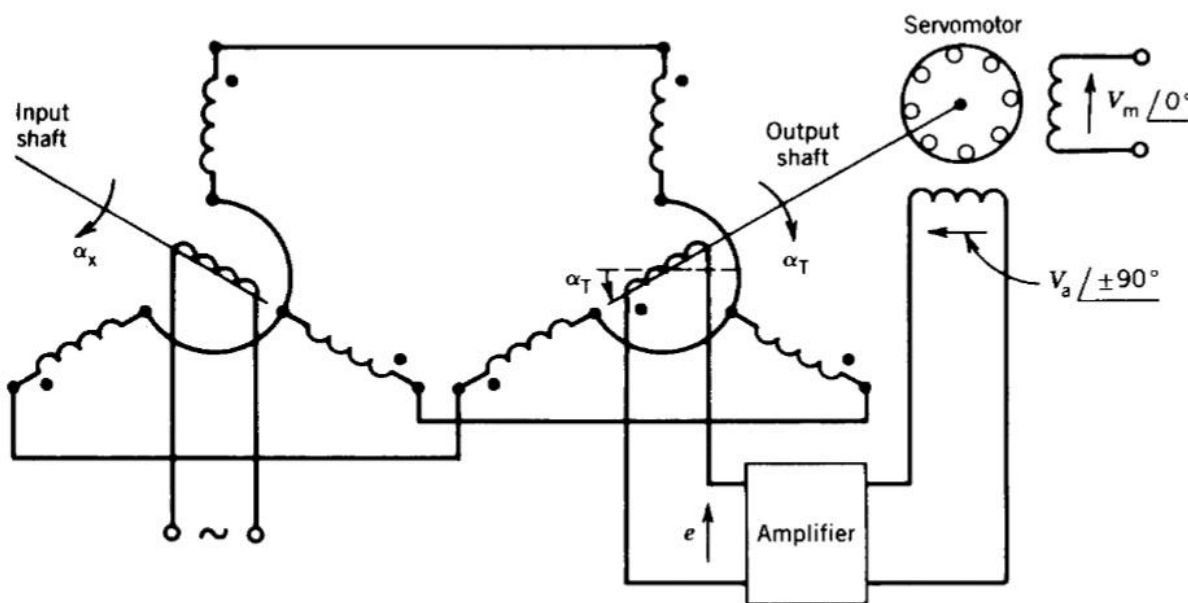 Servomotor
V_m /0°
Input
shaft
Output
shaft
α_x
α_T
α_T
V_a /±90°
e
Amplifier
~